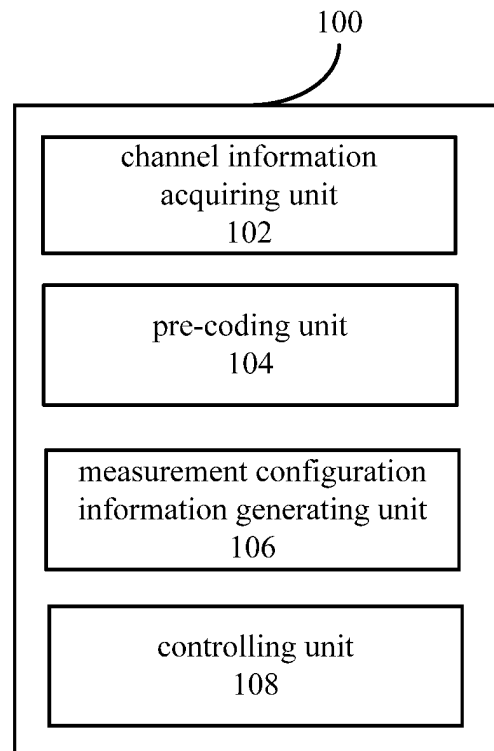 100
channel information
acquiring unit
102
pre-coding unit
104
measurement configuration
information generating unit
106
controlling unit
108